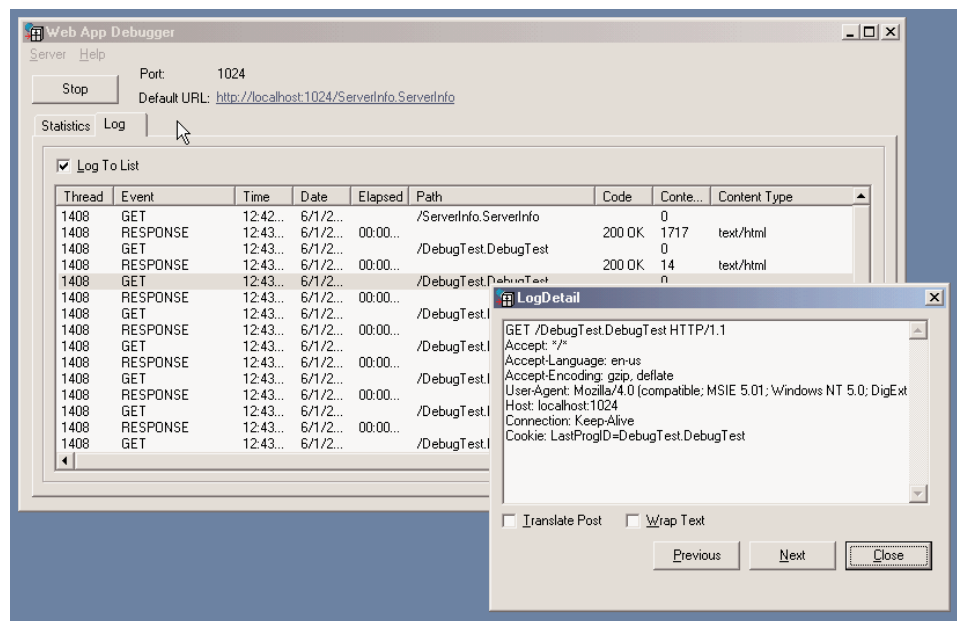 Web App Debugger
Server Help
Stop
Port: 1024
Default URL: http://localhost:1024/ServerInfo.ServerInfo
Statistics Log
Log To List
Thread Event Time Date Elapsed Path Code Conte... Content Type
1408 GET 12:42... 6/1/2... /ServerInfo.ServerInfo 0
1408 RESPONSE 12:43... 6/1/2... 00:00... 200 OK 1717 text/html
1408 GET 12:43... 6/1/2... /DebugTest.DebugTest 0
1408 RESPONSE 12:43... 6/1/2... 00:00... 200 OK 14 text/html
1408 GET 12:43... 6/1/2... /DebugTest.DebugTest 0
1408 RESPONSE 12:43... 6/1/2... 00:00...
1408 GET 12:43... 6/1/2... /DebugTest.
1408 RESPONSE 12:43... 6/1/2... 00:00...
1408 GET 12:43... 6/1/2... /DebugTest.
1408 RESPONSE 12:43... 6/1/2... 00:00...
1408 GET 12:43... 6/1/2... /DebugTest.
1408 RESPONSE 12:43... 6/1/2... 00:00...
1408 GET 12:43... 6/1/2... /DebugTest.
1408 RESPONSE 12:43... 6/1/2... 00:00...
1408 GET 12:43... 6/1/2... /DebugTest.
LogDetail
GET /DebugTest.DebugTest HTTP/1.1
Accept: */*
Accept-Language: en-us
Accept-Encoding: gzip, deflate
User-Agent: Mozilla/4.0 (compatible; MSIE 5.01; Windows NT 5.0; DigExt
Host: localhost:1024
Connection: Keep-Alive
Cookie: LastProgID=DebugTest.DebugTest
Translate Post Wrap Text
Previous Next Close